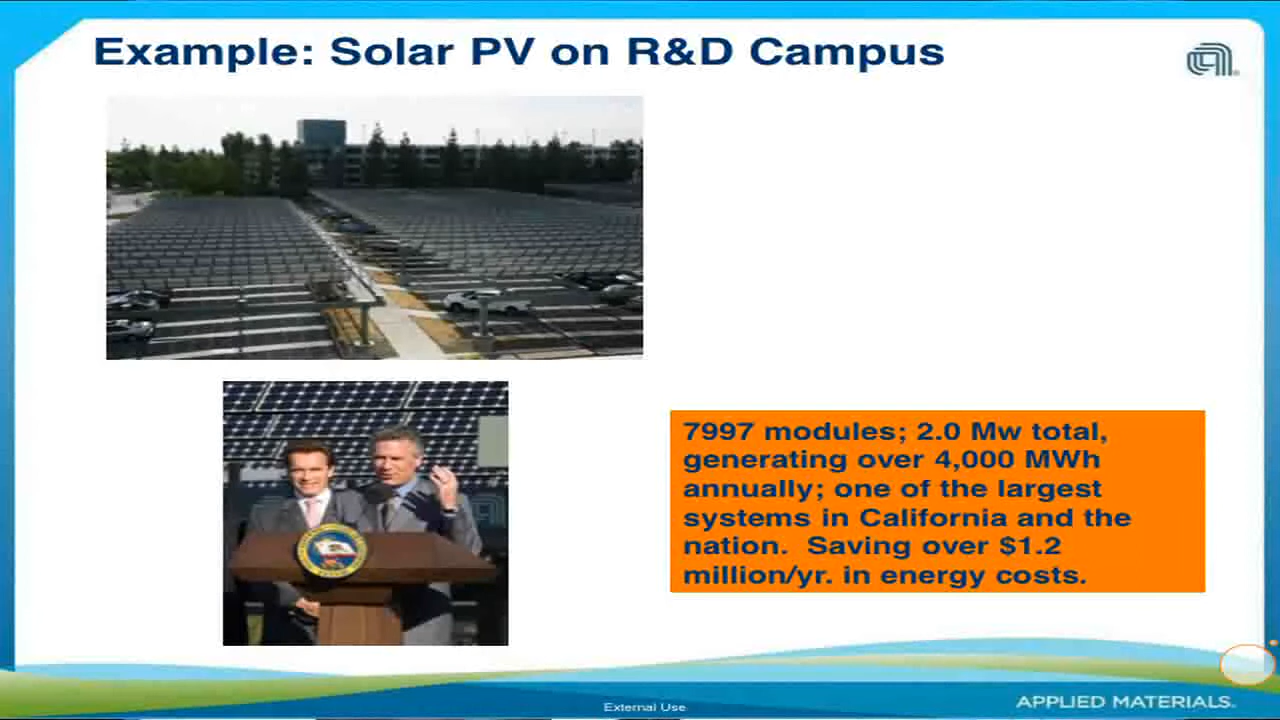 Example: Solar PV on R&D Campus
7997 modules; 2.0 Mw total,
generating over 4,000 MWh
annually; one of the largest
systems in California and the
nation.  Saving over $1.2
million/yr. in energy costs.
External Use
APPLIED MATERIALS.